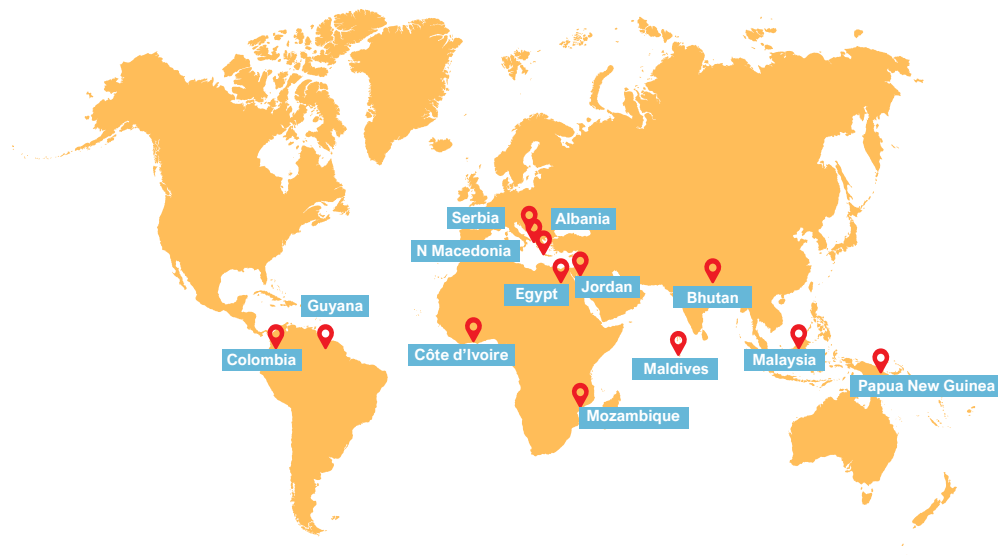 Serbia
Albania
N Macedonia
Egypt
Jordan
Bhutan
Guyana
Colombia
Côte d’Ivoire
Maldives
Malaysia
Papua New Guinea
Mozambique